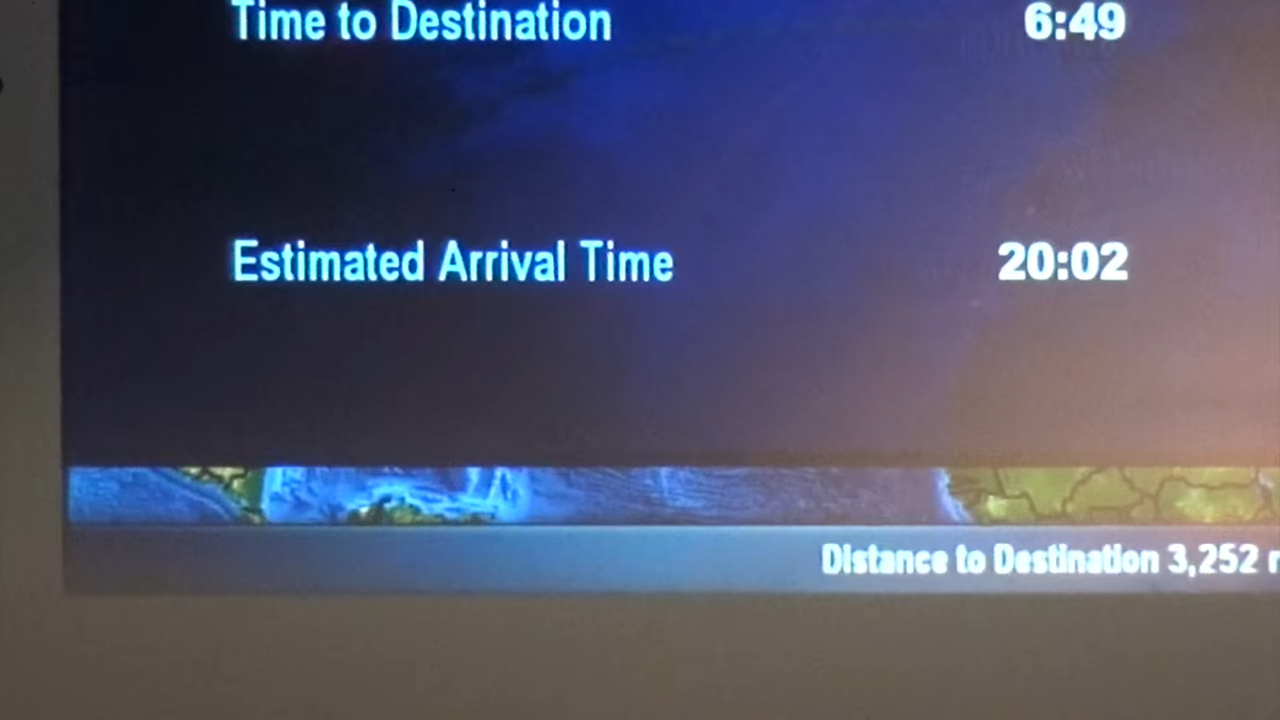 Time to Destination 6:49
Estimated Arrival Time 20:02
Distance to Destination 3,252